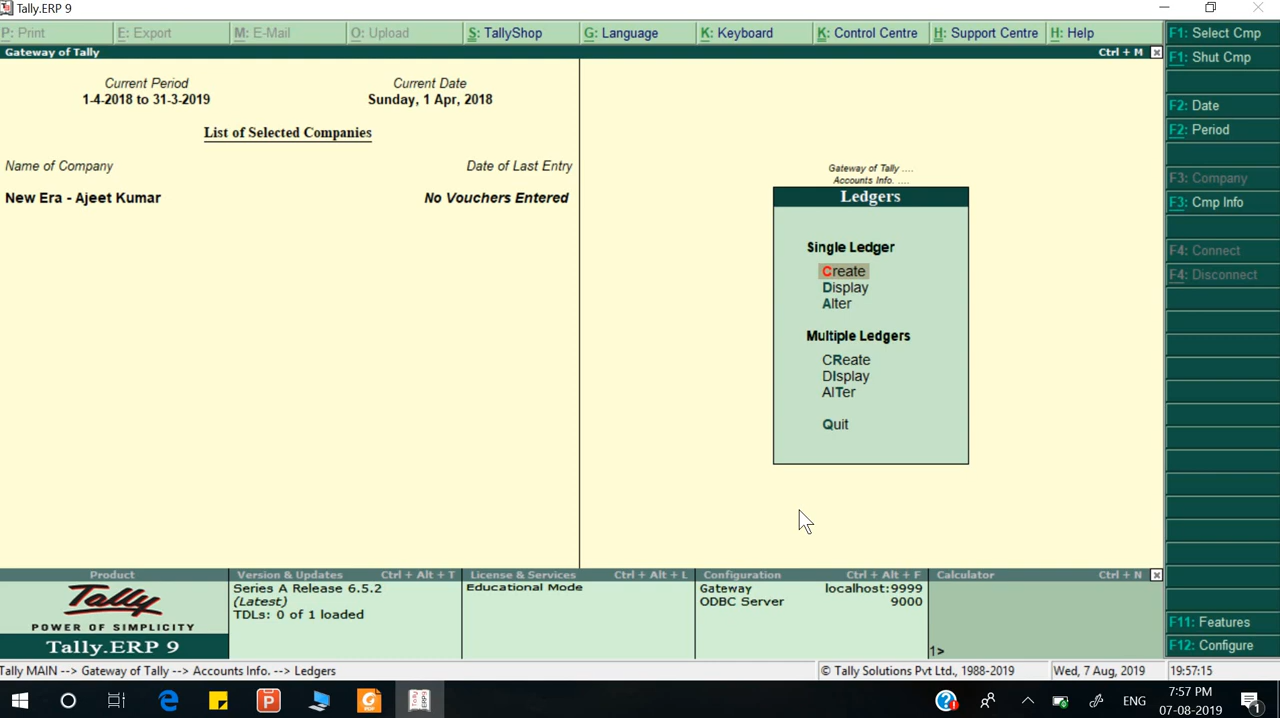 Tally.ERP 9
P: Print E: Export M: E-Mail O: Upload S: TallyShop G: Language K: Keyboard K: Control Centre H: Support Centre H: Help
F1: Select Cmp
Gateway of Tally Ctrl + M x
F1: Shut Cmp
Current Period Current Date
1-4-2018 to 31-3-2019 Sunday, 1 Apr, 2018
F2: Date
F2: Period
List of Selected Companies
Name of Company Date of Last Entry
New Era - Ajeet Kumar No Vouchers Entered
F3: Company
F3: Cmp Info
F4: Connect
F4: Disconnect
Gateway of Tally ....
Accounts Info. ....
Ledgers
Single Ledger
Create
Display
Alter
Multiple Ledgers
CReate
DIsplay
AlTer
Quit
Product
Tally
POWER OF SIMPLICITY
Tally.ERP 9
Version & Updates Ctrl + Alt + T
Series A Release 6.5.2
(Latest)
TDLs: 0 of 1 loaded
License & Services Ctrl + Alt + L
Educational Mode
Configuration Ctrl + Alt + F
Gateway localhost:9999
ODBC Server 9000
Calculator Ctrl + N x
1>
F11: Features
F12: Configure
Tally MAIN --> Gateway of Tally --> Accounts Info. --> Ledgers © Tally Solutions Pvt Ltd., 1988-2019 Wed, 7 Aug, 2019 19:57:15
ENG
7:57 PM
07-08-2019
1